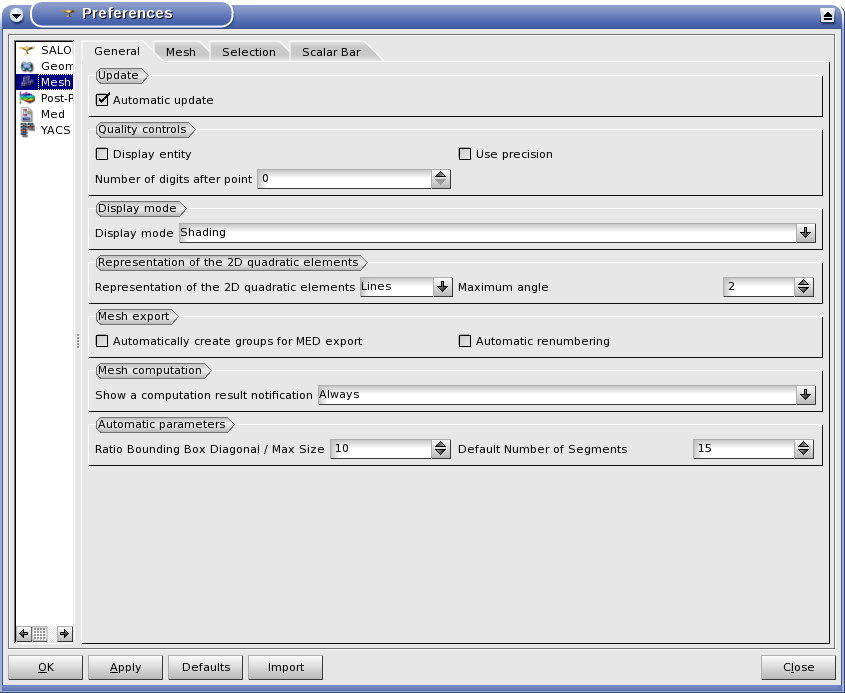 Preferences
SALO
Geom
Mesh
Post-P
Med
YACS
General Mesh Selection Scalar Bar
Update
Automatic update
Quality controls
Display entity Use precision
Number of digits after point 0
Display mode
Display mode Shading
Representation of the 2D quadratic elements
Representation of the 2D quadratic elements Lines Maximum angle 2
Mesh export
Automatically create groups for MED export Automatic renumbering
Mesh computation
Show a computation result notification Always
Automatic parameters
Ratio Bounding Box Diagonal / Max Size 10 Default Number of Segments 15
OK Apply Defaults Import Close